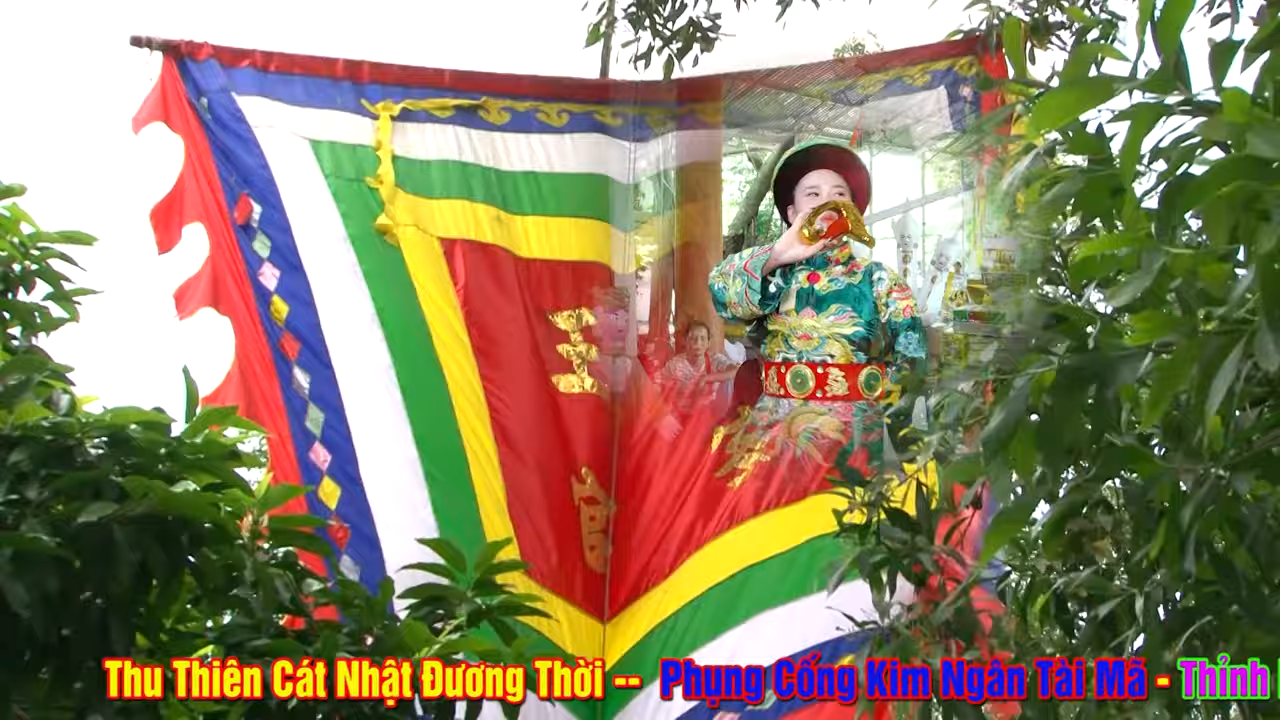 Thu Thiên Cát Nhật Đương Thời -- Phụng Cống Kim Ngân Tài Mã - Thỉnh